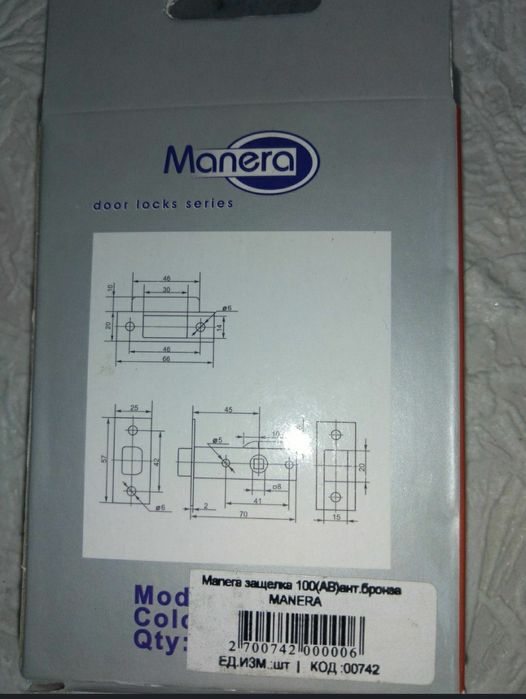 Manera
door locks series
46
30
10
ø6
20
14
46
66
25
45
10
ø5
57
42
20
ø6
2
□8
41
70
15
Manera защелка 100(AB)ант.бронза
MANERA
Mod
Colo
Qty:
2 700742 000006
ЕД.ИЗМ.:шт | КОД :00742